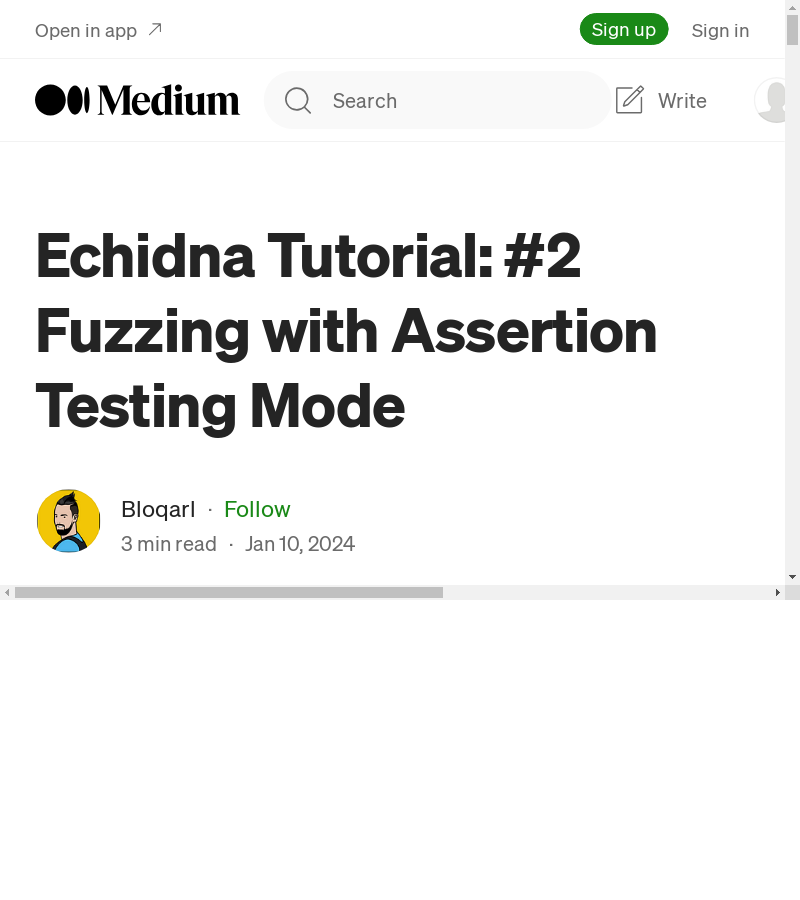 Open in app
Sign up
Sign in
Medium
Search
Write
Echidna Tutorial: #2
Fuzzing with Assertion
Testing Mode
Bloqarl · Follow
3 min read · Jan 10, 2024